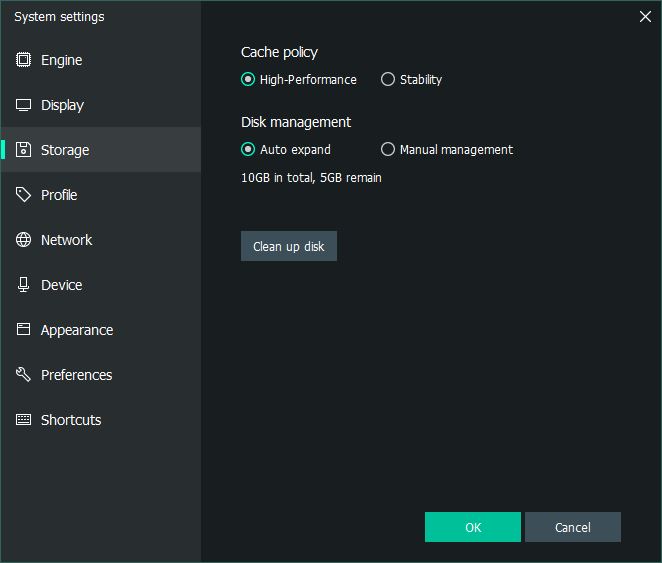 System settings
Engine
Display
Storage
Profile
Network
Device
Appearance
Preferences
Shortcuts
Cache policy
High-Performance Stability
Disk management
Auto expand Manual management
10GB in total, 5GB remain
Clean up disk
OK Cancel